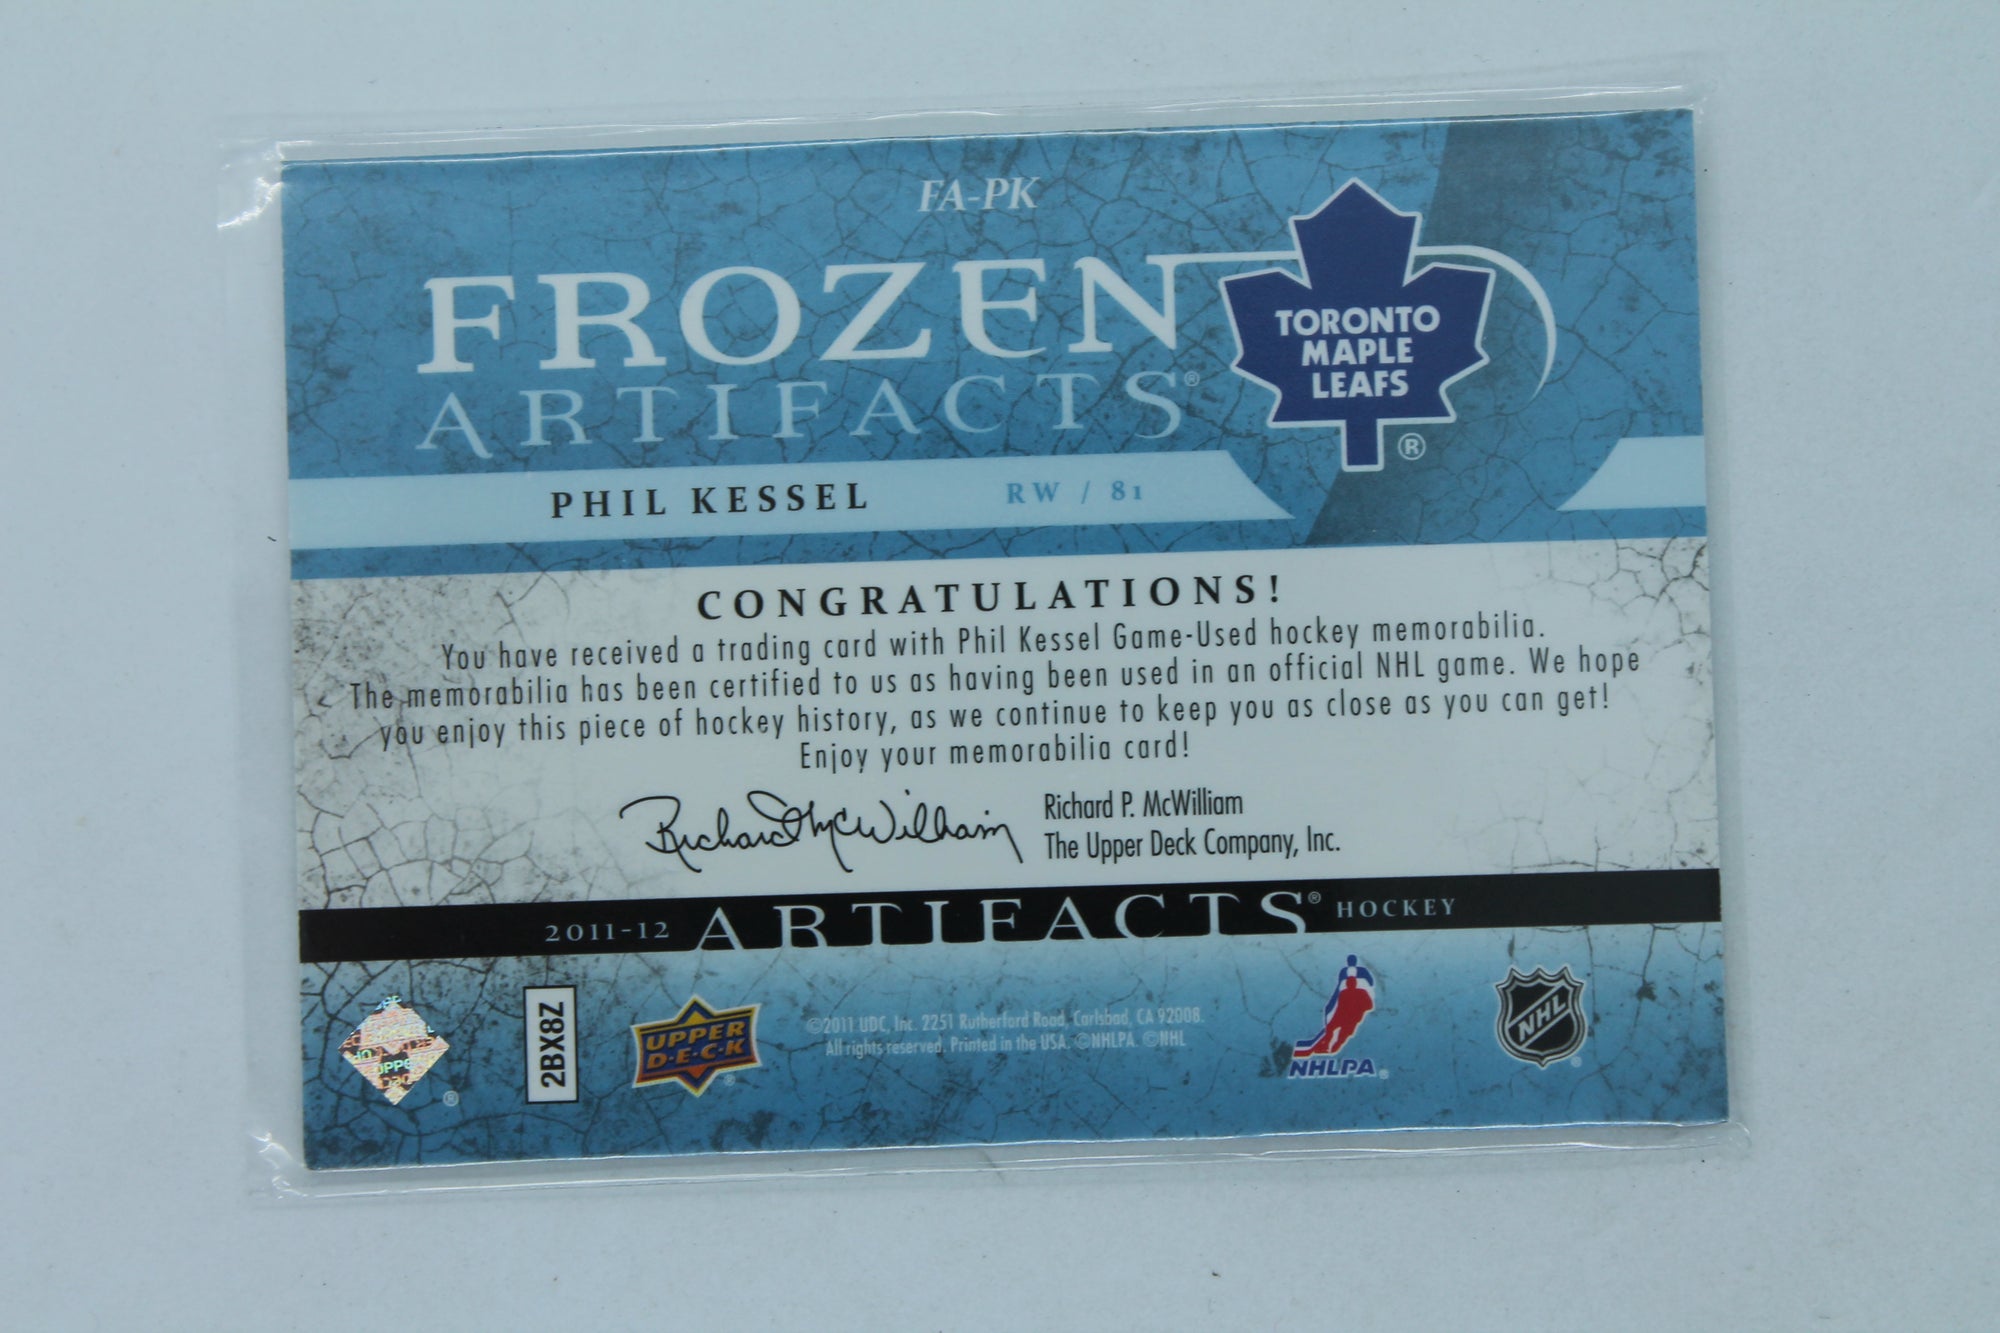 FA-PK
FROZEN
ARTIFACTS®
TORONTO
MAPLE
LEAFS
®
PHIL KESSEL RW / 81
CONGRATULATIONS!
You have received a trading card with Phil Kessel Game-Used hockey memorabilia.
The memorabilia has been certified to us as having been used in an official NHL game. We hope
you enjoy this piece of hockey history, as we continue to keep you as close as you can get!
Enjoy your memorabilia card!
Richard McWilliam
Richard P. McWilliam
The Upper Deck Company, Inc.
2011-12 ARTIFACTS® HOCKEY
®
2BX8Z
UPPER
D·E·C·K
®
©2011 UDC, Inc. 2251 Rutherford Road, Carlsbad, CA 92008.
All rights reserved. Printed in the USA. ©NHLPA. ©NHL
NHLPA®
NHL
®